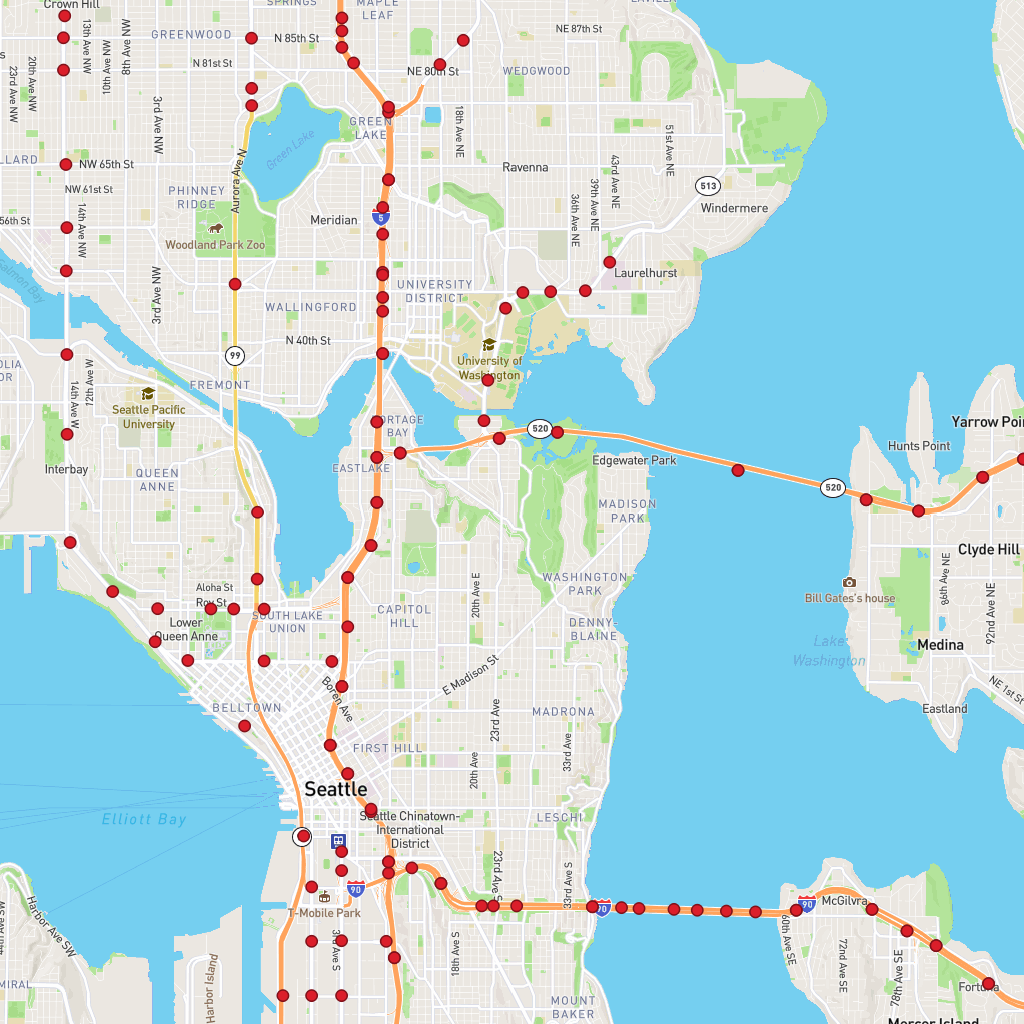 Crown Hill
SPRINGS
MAPLE
LEAF
GREENWOOD
N 85th St
NE 87th St
N 81st St
NE 80th St
WEDGWOOD
13th Ave NW
10th Ave NW
8th Ave NW
20th Ave NW
23rd Ave NW
3rd Ave NW
GREEN
LAKE
Green Lake
18th Ave NE
51st Ave NE
LLARD
NW 65th St
NW 61st St
56th St
14th Ave NW
PHINNEY
RIDGE
Aurora Ave N
Ravenna
43rd Ave NE
39th Ave NE
36th Ave NE
513
Windermere
Meridian
5
Woodland Park Zoo
Salmon Bay
3rd Ave NW
Laurelhurst
UNIVERSITY
DISTRICT
WALLINGFORD
N 40th St
99
University of
Washington
FREMONT
14th Ave W
12th Ave W
Seattle Pacific
University
Interbay
QUEEN
ANNE
PORTAGE
BAY
EASTLAKE
520
Edgewater Park
520
Hunts Point
Yarrow Poin
MADISON
PARK
Clyde Hill
WASHINGTON
PARK
Bill Gates's house
86th Ave NE
92nd Ave NE
Aloha St
Roy St
Lower
Queen Anne
SOUTH LAKE
UNION
CAPITOL
HILL
20th Ave E
DENNY-
BLAINE
Lake
Washington
Medina
E Madison St
NE 1st St
Eastland
BELLTOWN
Boren Ave
FIRST HILL
23rd Ave
MADRONA
33rd Ave
20th Ave
Seattle
Elliott Bay
Seattle Chinatown-
International
District
LESCHI
90
T-Mobile Park
23rd Ave S
33rd Ave S
90
90
McGilvra
Harbor Ave SW
44th Ave SW
3rd Ave S
18th Ave S
60th Ave SE
72nd Ave SE
78th Ave SE
Harbor Island
MIRAL
Fortuna
MOUNT
BAKER
Mercer Island